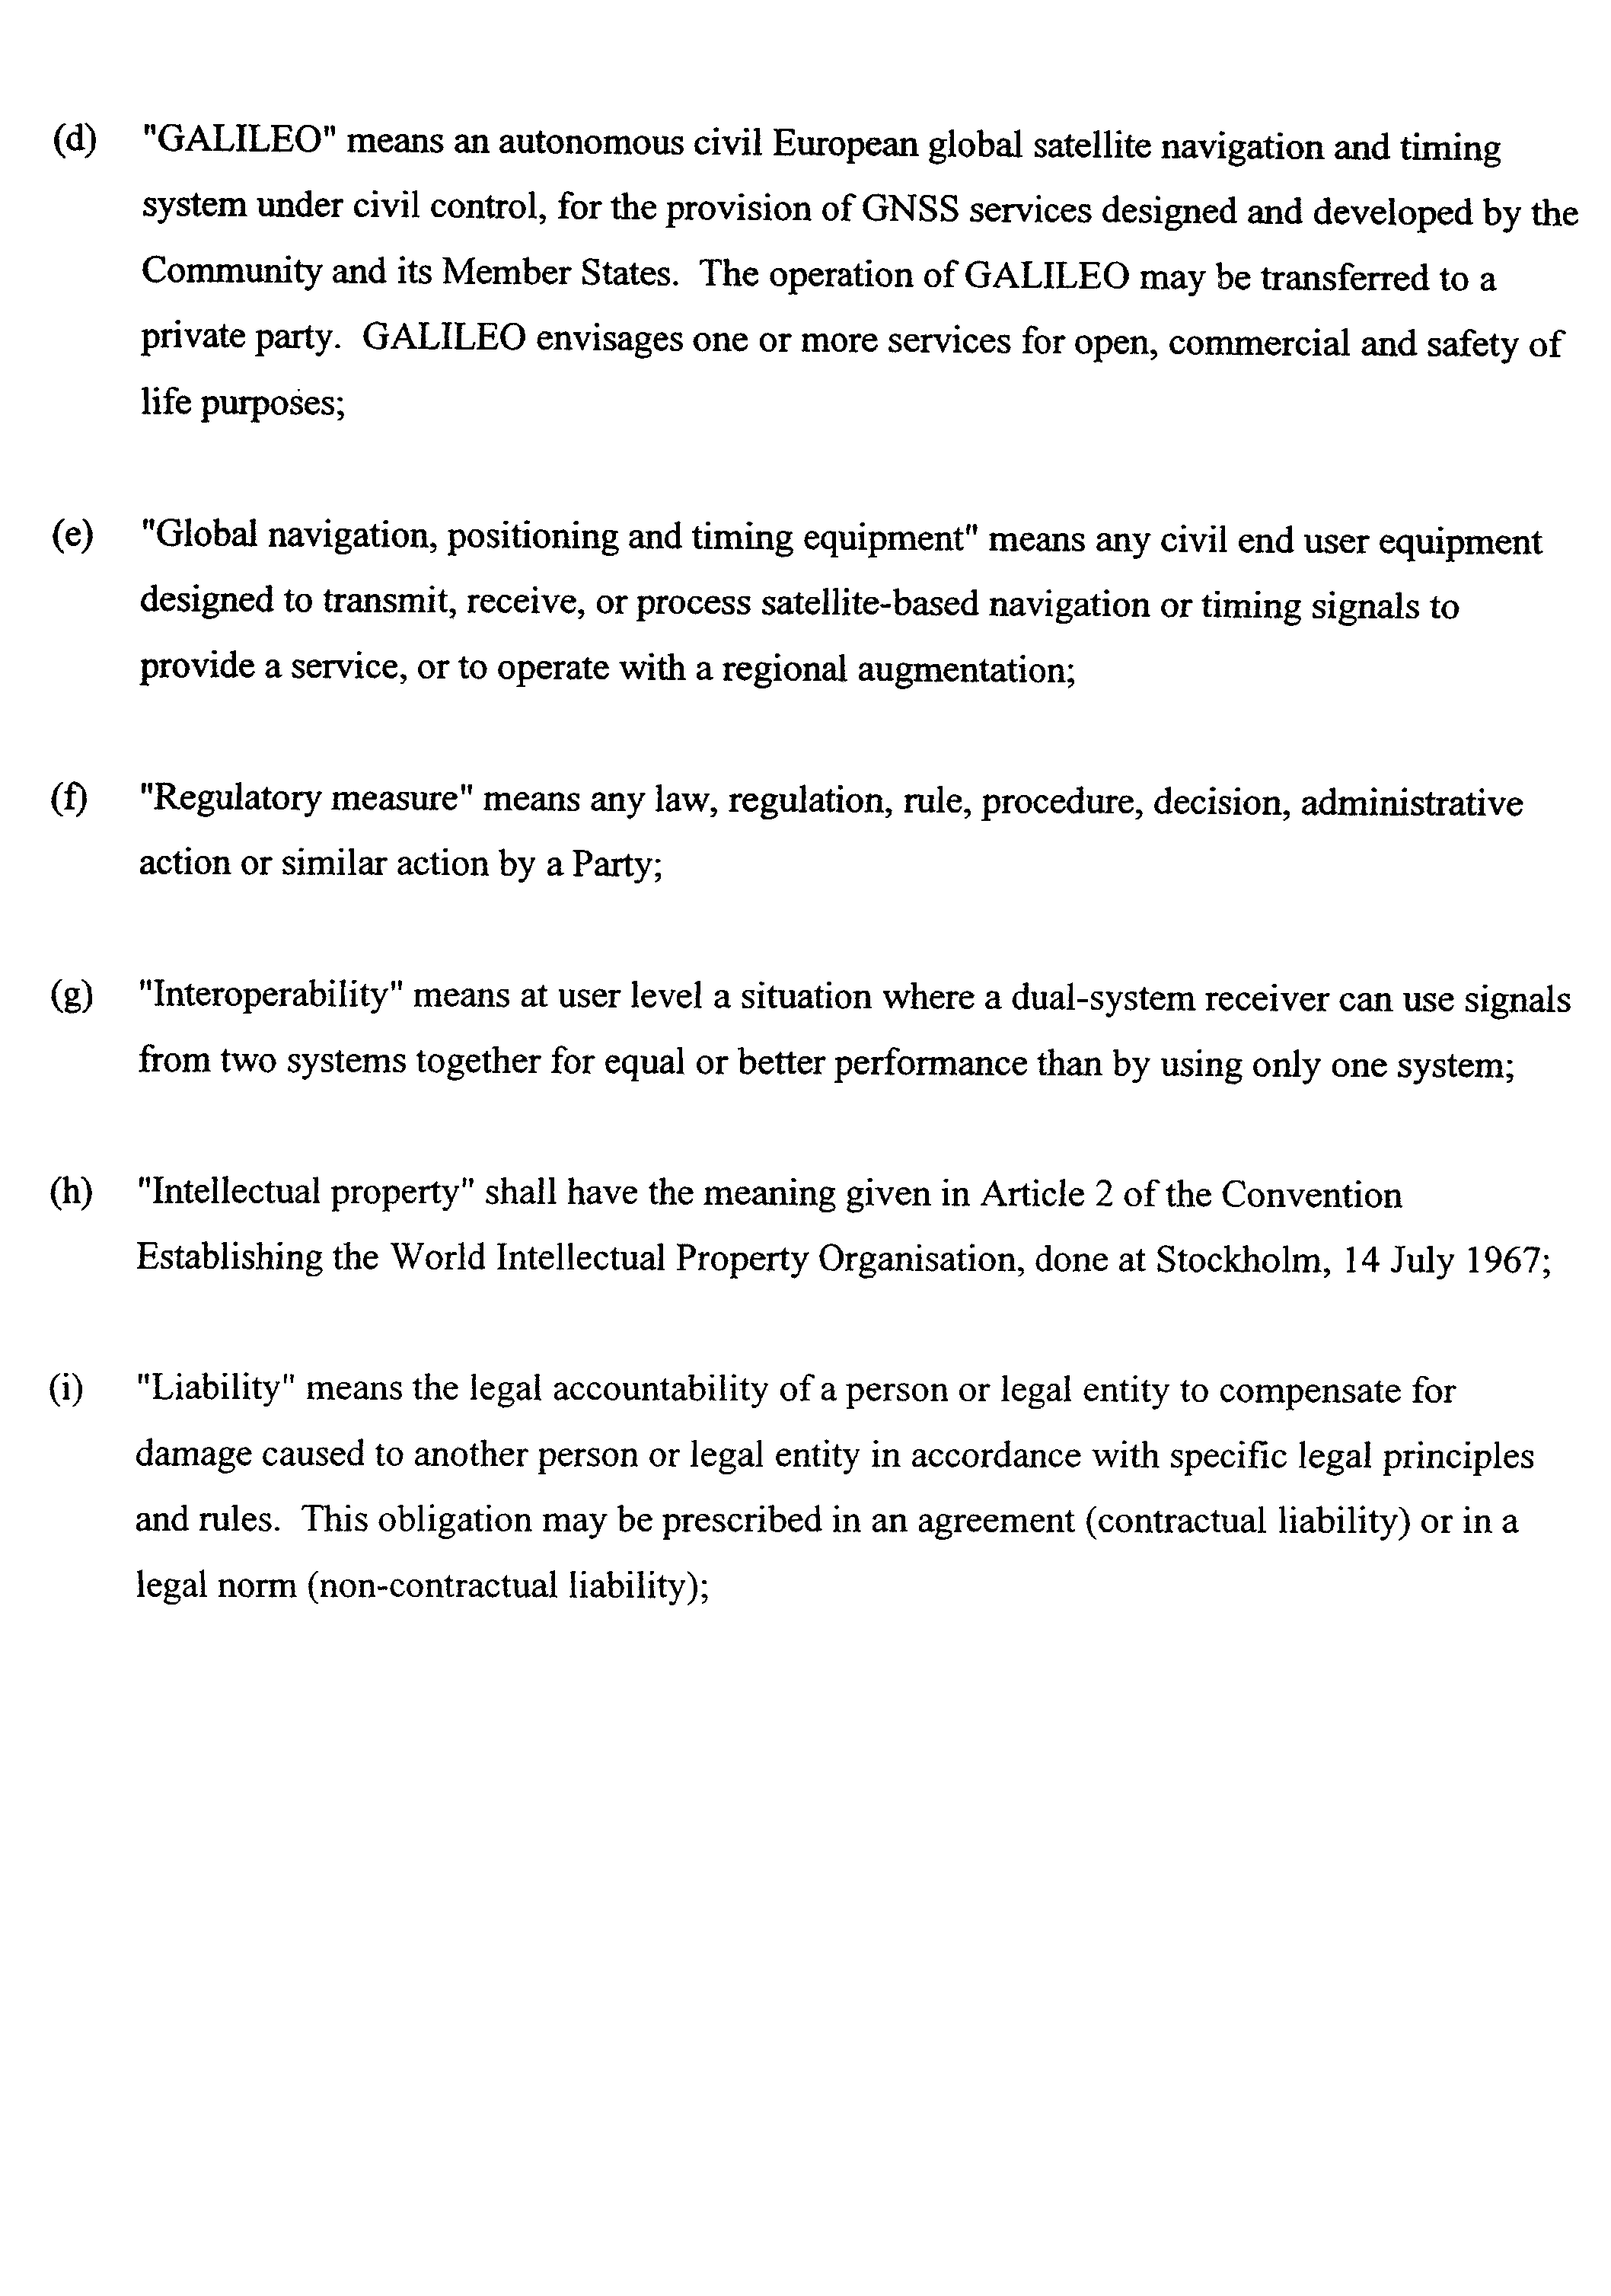 (d) "GALILEO" means an autonomous civil European global satellite navigation and timing
system under civil control, for the provision of GNSS services designed and developed by the
Community and its Member States. The operation of GALILEO may be transferred to a
private party. GALILEO envisages one or more services for open, commercial and safety of
life purposes;
(e) "Global navigation, positioning and timing equipment" means any civil end user equipment
designed to transmit, receive, or process satellite-based navigation or timing signals to
provide a service, or to operate with a regional augmentation;
(f) "Regulatory measure" means any law, regulation, rule, procedure, decision, administrative
action or similar action by a Party;
(g) "Interoperability" means at user level a situation where a dual-system receiver can use signals
from two systems together for equal or better performance than by using only one system;
(h) "Intellectual property" shall have the meaning given in Article 2 of the Convention
Establishing the World Intellectual Property Organisation, done at Stockholm, 14 July 1967;
(i) "Liability" means the legal accountability of a person or legal entity to compensate for
damage caused to another person or legal entity in accordance with specific legal principles
and rules. This obligation may be prescribed in an agreement (contractual liability) or in a
legal norm (non-contractual liability);